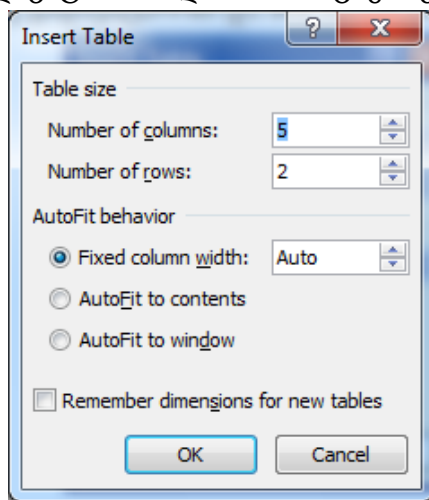 Insert Table
Table size
Number of columns: 5
Number of rows: 2
AutoFit behavior
Fixed column width: Auto
AutoFit to contents
AutoFit to window
Remember dimensions for new tables
OK Cancel